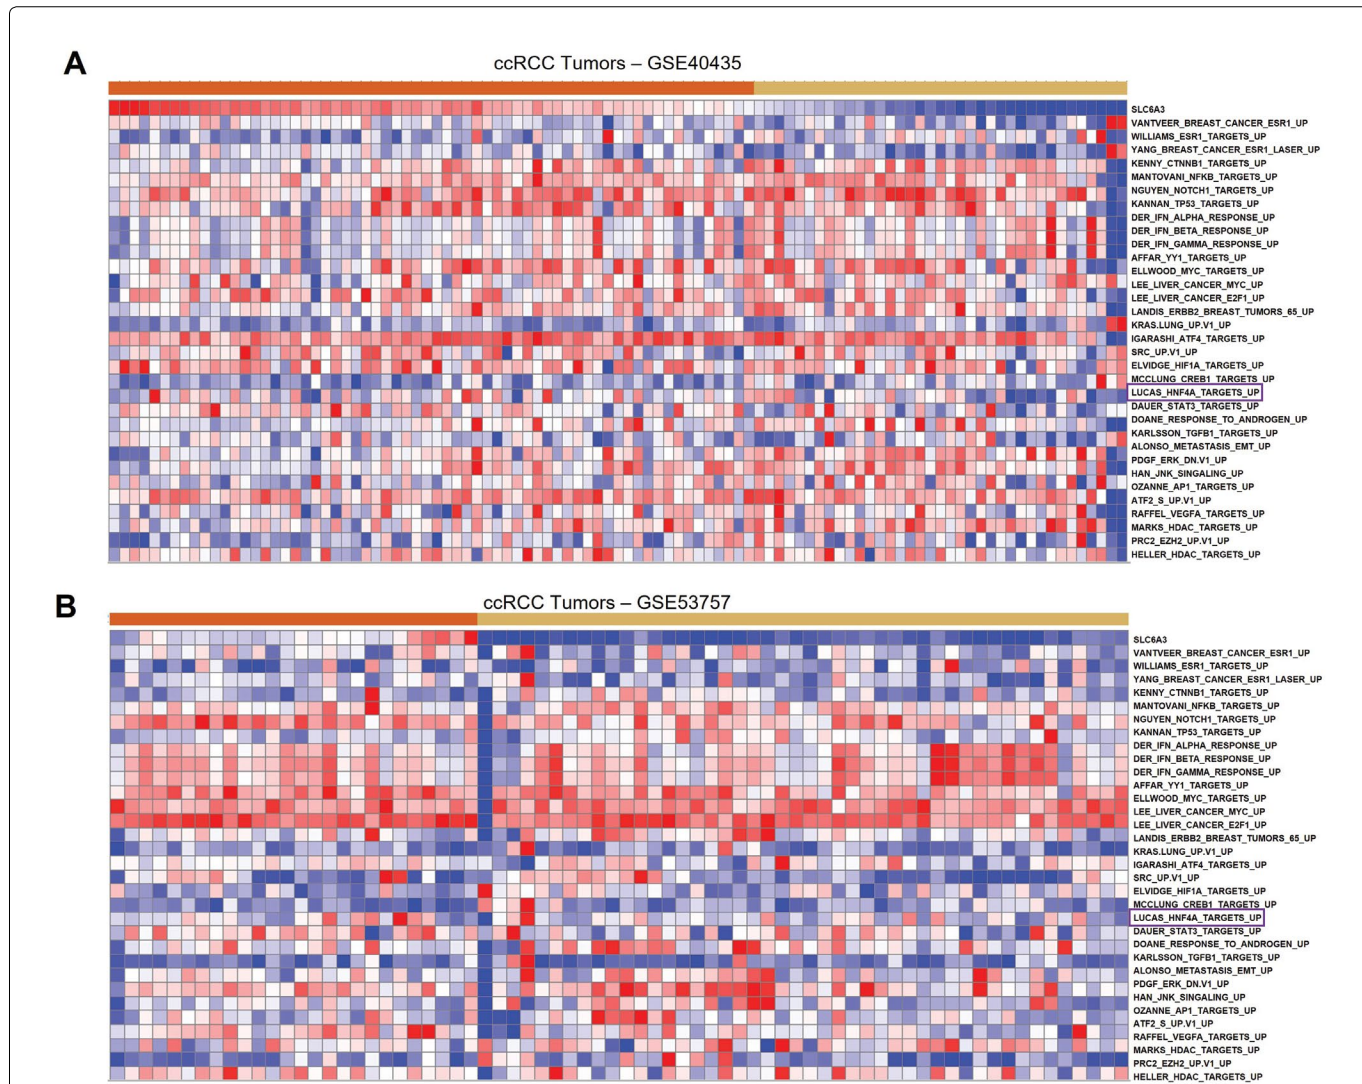 A
ccRCC Tumors – GSE40435
SLC6A3
VANTVEER_BREAST_CANCER_ESR1_UP
WILLIAMS_ESR1_TARGETS_UP
YANG_BREAST_CANCER_ESR1_LASER_UP
KENNY_CTNNB1_TARGETS_UP
MANTOVANI_NFKB_TARGETS_UP
NGUYEN_NOTCH1_TARGETS_UP
KANNAN_TP53_TARGETS_UP
DER_IFN_ALPHA_RESPONSE_UP
DER_IFN_BETA_RESPONSE_UP
DER_IFN_GAMMA_RESPONSE_UP
AFFAR_YY1_TARGETS_UP
ELLWOOD_MYC_TARGETS_UP
LEE_LIVER_CANCER_MYC_UP
LEE_LIVER_CANCER_E2F1_UP
LANDIS_ERBB2_BREAST_TUMORS_65_UP
KRAS.LUNG_UP.V1_UP
IGARASHI_ATF4_TARGETS_UP
SRC_UP.V1_UP
ELVIDGE_HIF1A_TARGETS_UP
MCCLUNG_CREB1_TARGETS_UP
LUCAS_HNF4A_TARGETS_UP
DAUER_STAT3_TARGETS_UP
DOANE_RESPONSE_TO_ANDROGEN_UP
KARLSSON_TGFB1_TARGETS_UP
ALONSO_METASTASIS_EMT_UP
PDGF_ERK_DN.V1_UP
HAN_JNK_SINGALING_UP
OZANNE_AP1_TARGETS_UP
ATF2_S_UP.V1_UP
RAFFEL_VEGFA_TARGETS_UP
MARKS_HDAC_TARGETS_UP
PRC2_EZH2_UP.V1_UP
HELLER_HDAC_TARGETS_UP
B
ccRCC Tumors – GSE53757
SLC6A3
VANTVEER_BREAST_CANCER_ESR1_UP
WILLIAMS_ESR1_TARGETS_UP
YANG_BREAST_CANCER_ESR1_LASER_UP
KENNY_CTNNB1_TARGETS_UP
MANTOVANI_NFKB_TARGETS_UP
NGUYEN_NOTCH1_TARGETS_UP
KANNAN_TP53_TARGETS_UP
DER_IFN_ALPHA_RESPONSE_UP
DER_IFN_BETA_RESPONSE_UP
DER_IFN_GAMMA_RESPONSE_UP
AFFAR_YY1_TARGETS_UP
ELLWOOD_MYC_TARGETS_UP
LEE_LIVER_CANCER_MYC_UP
LEE_LIVER_CANCER_E2F1_UP
LANDIS_ERBB2_BREAST_TUMORS_65_UP
KRAS.LUNG_UP.V1_UP
IGARASHI_ATF4_TARGETS_UP
SRC_UP.V1_UP
ELVIDGE_HIF1A_TARGETS_UP
MCCLUNG_CREB1_TARGETS_UP
LUCAS_HNF4A_TARGETS_UP
DAUER_STAT3_TARGETS_UP
DOANE_RESPONSE_TO_ANDROGEN_UP
KARLSSON_TGFB1_TARGETS_UP
ALONSO_METASTASIS_EMT_UP
PDGF_ERK_DN.V1_UP
HAN_JNK_SINGALING_UP
OZANNE_AP1_TARGETS_UP
ATF2_S_UP.V1_UP
RAFFEL_VEGFA_TARGETS_UP
MARKS_HDAC_TARGETS_UP
PRC2_EZH2_UP.V1_UP
HELLER_HDAC_TARGETS_UP